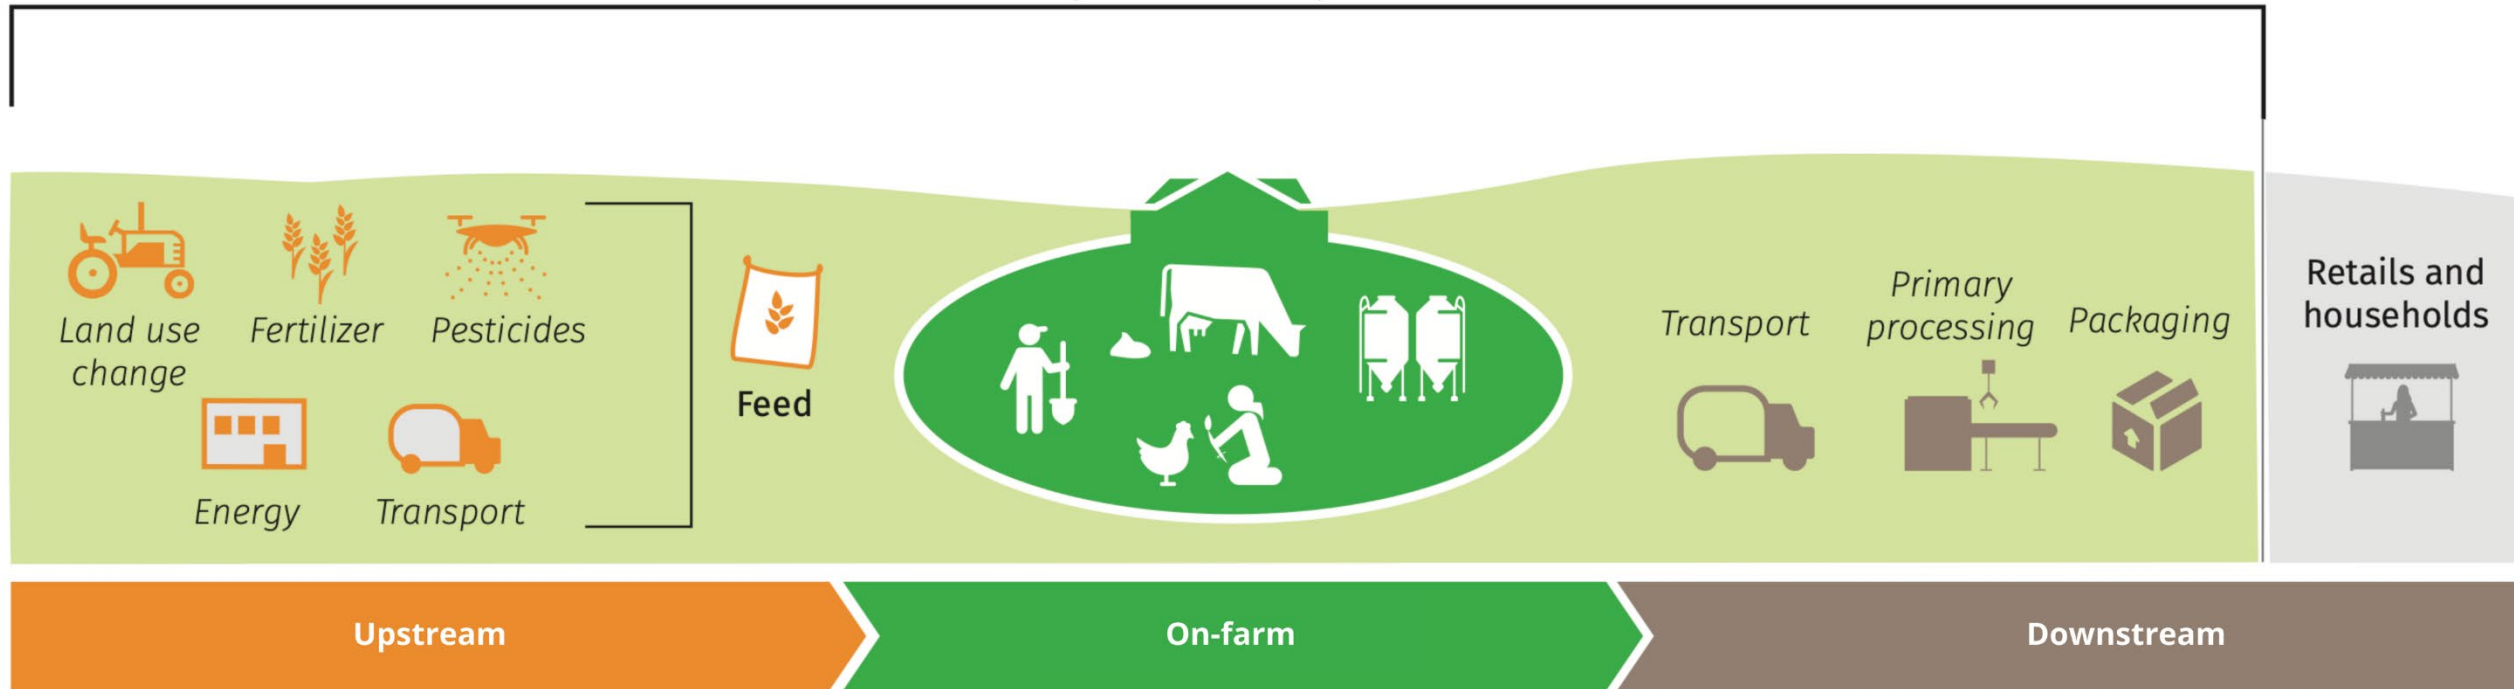 Land use
change
Fertilizer
Pesticides
Energy
Transport
Feed
Transport
Primary
processing
Packaging
Retails and
households
Upstream
On-farm
Downstream